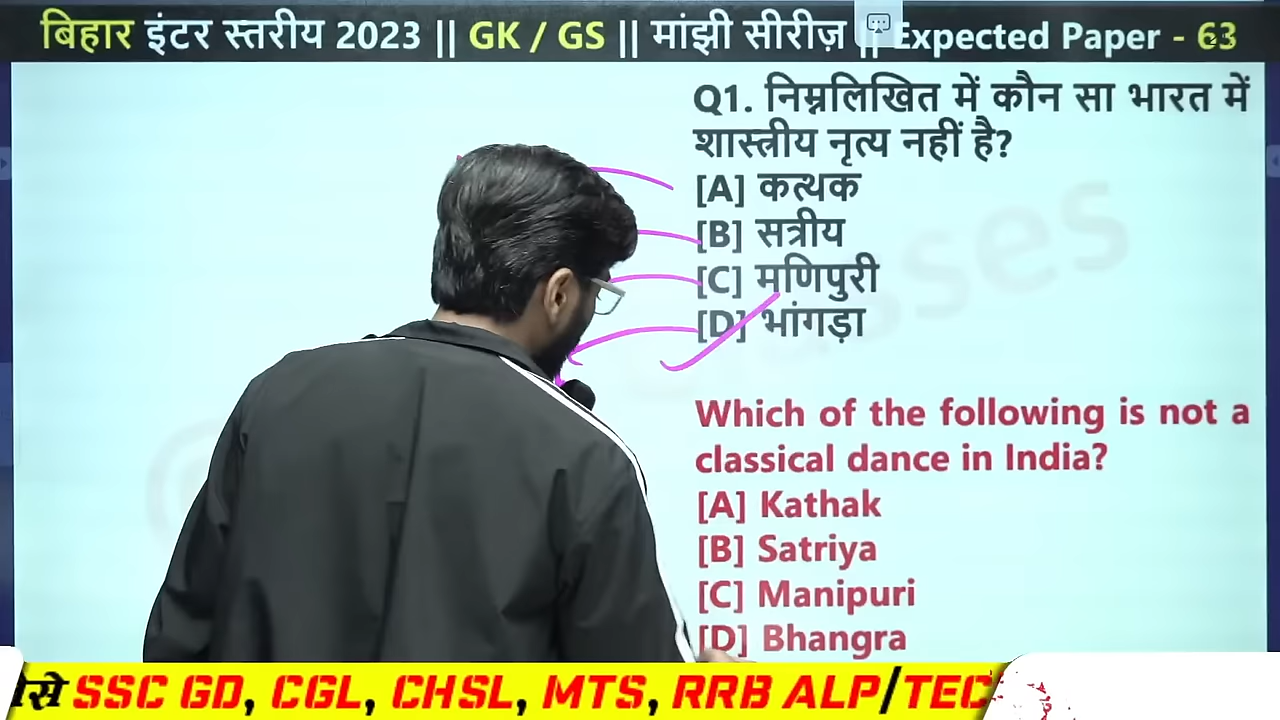 बिहार इंटर स्तरीय 2023 || GK / GS || मांझी सीरीज़ || Expected Paper - 63
Q1. निम्नलिखित में कौन सा भारत में
शास्त्रीय नृत्य नहीं है?
[A] कत्थक
[B] सत्रीय
[C] मणिपुरी
[D] भांगड़ा
Which of the following is not a
classical dance in India?
[A] Kathak
[B] Satriya
[C] Manipuri
[D] Bhangra
SSC GD, CGL, CHSL, MTS, RRB ALP/TEC